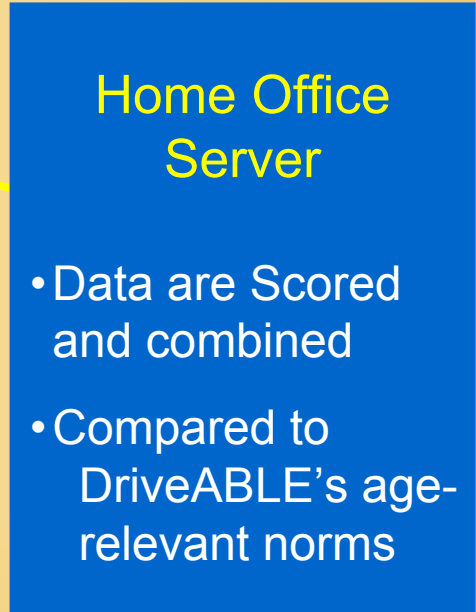 Home Office
Server
•Data are Scored
and combined
•Compared to
DriveABLE’s age-
relevant norms